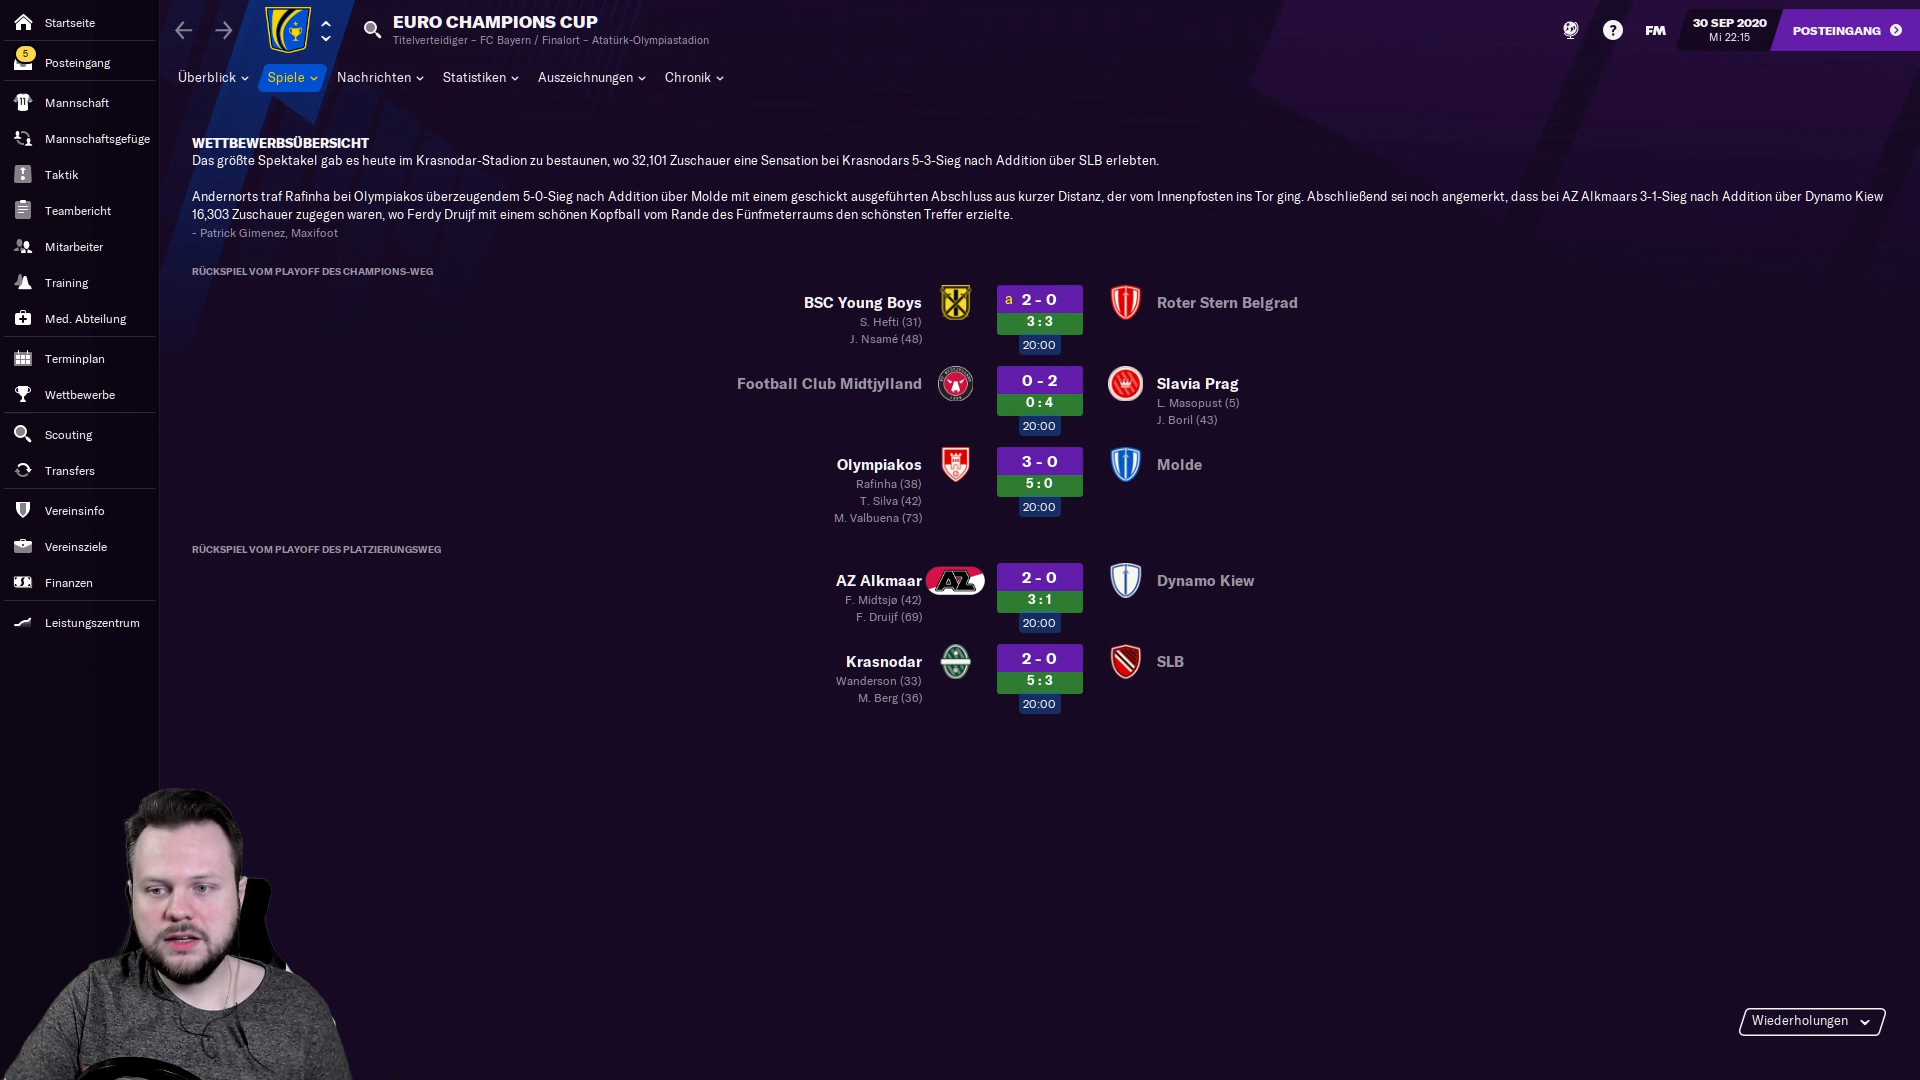 Startseite
5
Posteingang
Mannschaft
Mannschaftsgefüge
Taktik
Teambericht
Mitarbeiter
Training
Med. Abteilung
Terminplan
Wettbewerbe
Scouting
Transfers
Vereinsinfo
Vereinsziele
Finanzen
Leistungszentrum
EURO CHAMPIONS CUP
Titelverteidiger – FC Bayern / Finalort – Atatürk-Olympiastadion
?
FM
30 SEP 2020
Mi 22:15
POSTEINGANG
Überblick Spiele Nachrichten Statistiken Auszeichnungen Chronik
WETTBEWERBSÜBERSICHT
Das größte Spektakel gab es heute im Krasnodar-Stadion zu bestaunen, wo 32,101 Zuschauer eine Sensation bei Krasnodars 5-3-Sieg nach Addition über SLB erlebten.
Andernorts traf Rafinha bei Olympiakos überzeugendem 5-0-Sieg nach Addition über Molde mit einem geschickt ausgeführten Abschluss aus kurzer Distanz, der vom Innenpfosten ins Tor ging. Abschließend sei noch angemerkt, dass bei AZ Alkmaars 3-1-Sieg nach Addition über Dynamo Kiew
16,303 Zuschauer zugegen waren, wo Ferdy Druijf mit einem schönen Kopfball vom Rande des Fünfmeterraums den schönsten Treffer erzielte.
- Patrick Gimenez, Maxifoot
RÜCKSPIEL VOM PLAYOFF DES CHAMPIONS-WEG
BSC Young Boys a 2 - 0 Roter Stern Belgrad
S. Hefti (31) 3 : 3
J. Nsamé (48) 20:00
Football Club Midtjylland 0 - 2 Slavia Prag
0 : 4 L. Masopust (5)
20:00 J. Boril (43)
Olympiakos 3 - 0 Molde
Rafinha (38) 5 : 0
T. Silva (42) 20:00
M. Valbuena (73)
RÜCKSPIEL VOM PLAYOFF DES PLATZIERUNGSWEG
AZ Alkmaar AZ 2 - 0 Dynamo Kiew
F. Midtsjø (42) 3 : 1
F. Druijf (69) 20:00
Krasnodar 2 - 0 SLB
Wanderson (33) 5 : 3
M. Berg (36) 20:00
Wiederholungen